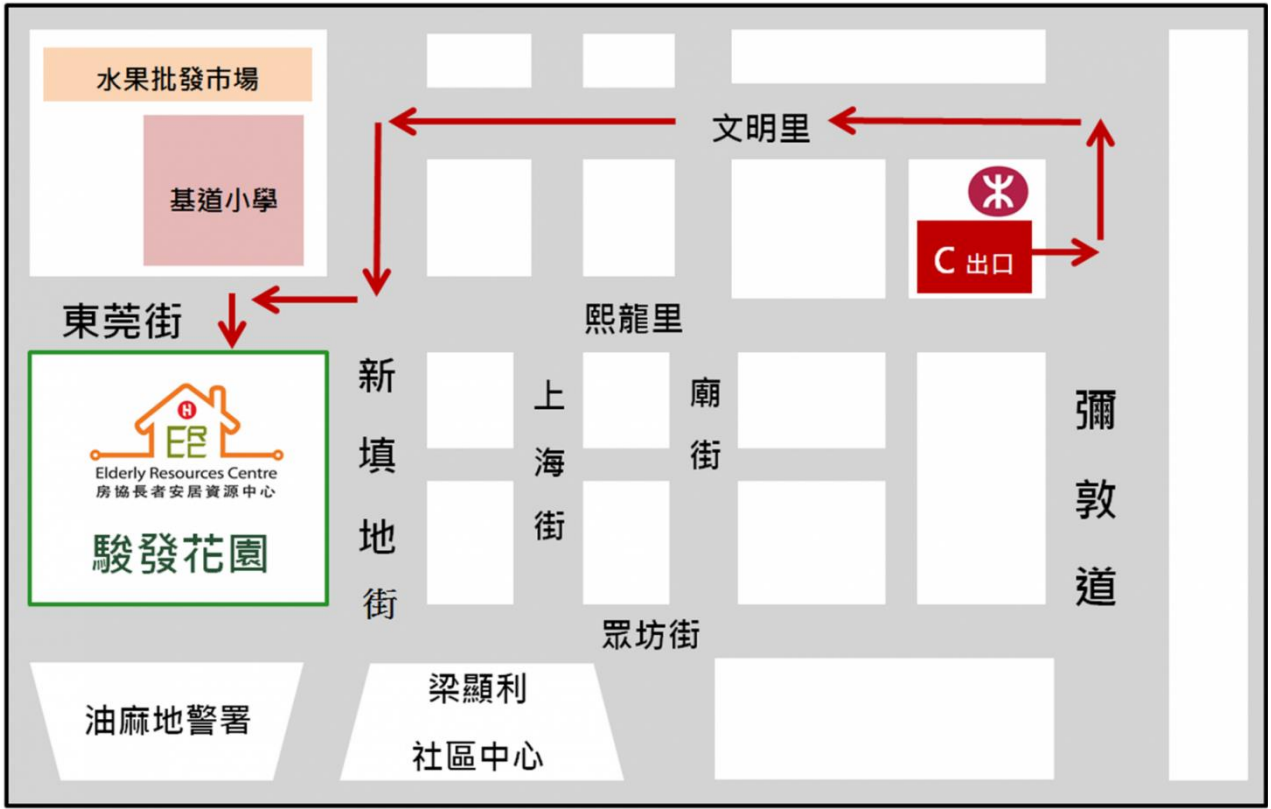 水果批發市場
文明里
基道小學
C 出口
東莞街
熙龍里
新填地街
上海街
廟街
彌敦道
H
ERC
Elderly Resources Centre
房協長者安居資源中心
駿發花園
眾坊街
油麻地警署
梁顯利
社區中心